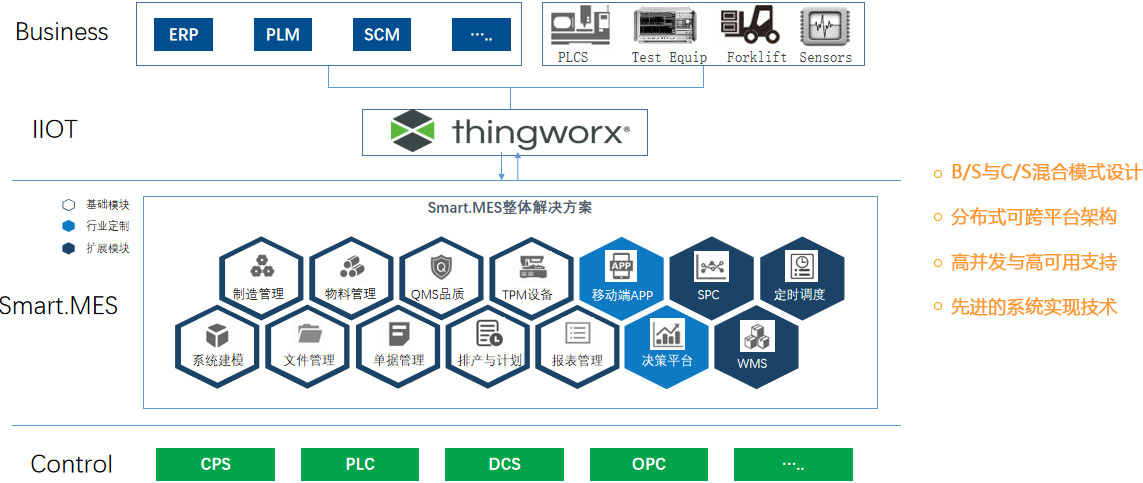 Business
ERP
PLM
SCM
…..
PLCS
Test Equip
Forklift
Sensors
IIOT
thingworx®
基础模块
行业定制
扩展模块
Smart.MES整体解决方案
Smart.MES
制造管理
物料管理
QMS品质
TPM设备
APP
移动端APP
SPC
定时调度
系统建模
文件管理
单据管理
排产与计划
报表管理
决策平台
WMS
B/S与C/S混合模式设计
分布式可跨平台架构
高并发与高可用支持
先进的系统实现技术
Control
CPS
PLC
DCS
OPC
…..